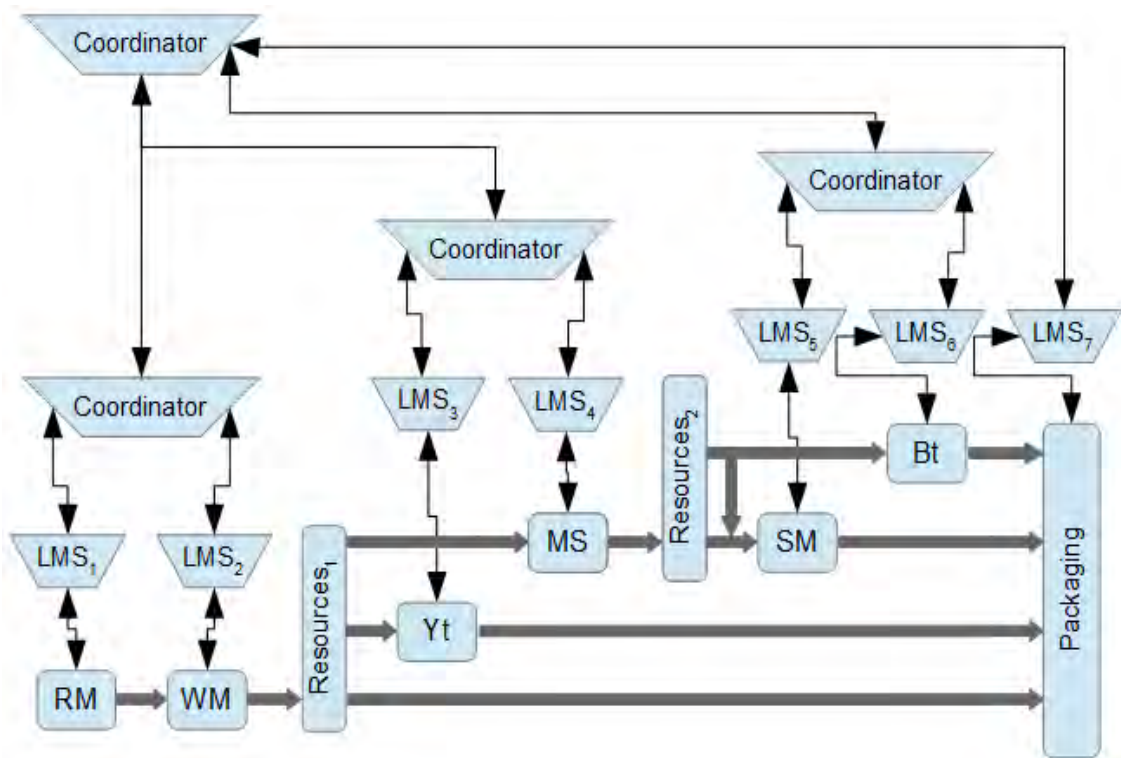 Coordinator
Coordinator
Coordinator
Coordinator
LMS₅
LMS₆
LMS₇
LMS₃
LMS₄
LMS₁
LMS₂
Resources₂
Bt
MS
SM
Resources₁
Yt
Packaging
RM
WM